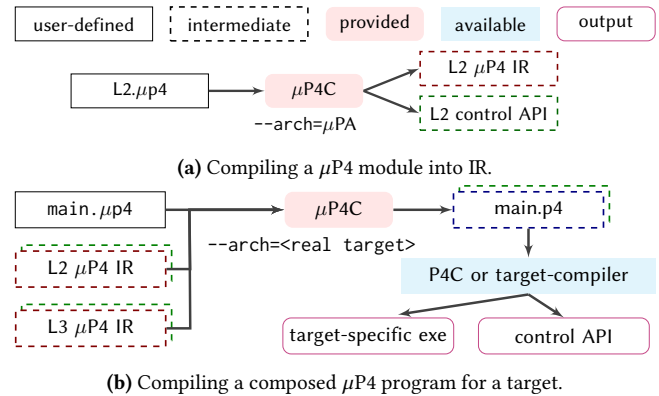 user-defined intermediate provided available output
L2.μp4 μP4C L2 μP4 IR
--arch=μPA L2 control API
(a) Compiling a μP4 module into IR.
main.μp4 μP4C main.p4
--arch=<real target>
L2 μP4 IR P4C or target-compiler
L3 μP4 IR target-specific exe control API
(b) Compiling a composed μP4 program for a target.